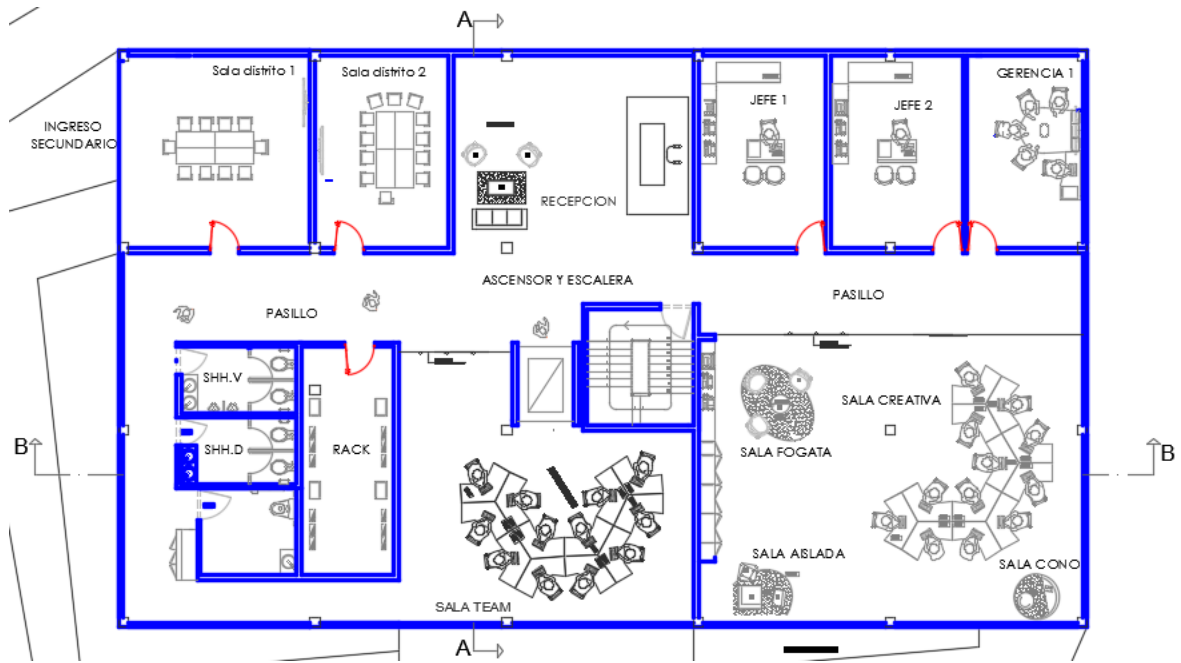 A
Sala distrito 1
Sala distrito 2
GERENCIA 1
JEFE 1
JEFE 2
INGRESO
SECUNDARIO
RECPCION
ASCENSOR Y ESCALERA
PASILLO
PASILLO
SHH.V
SALA CREATIVA
B
SHH.D
RACK
SALA FOGATA
B
SALA AISLADA
SALA CONO
SALA TEAM
A